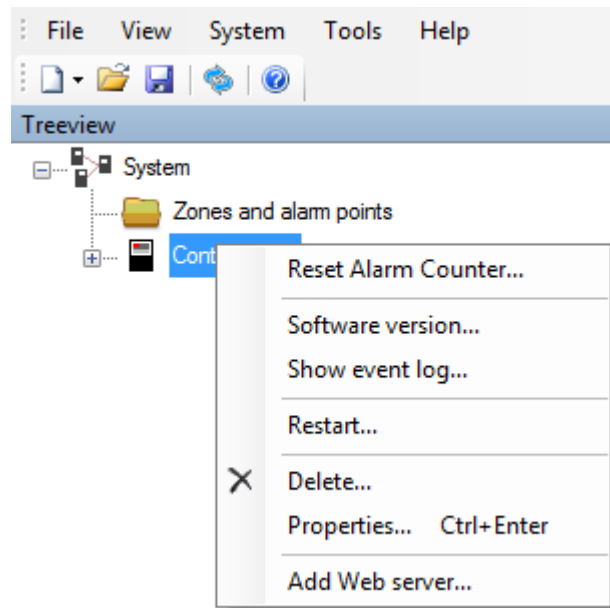 File View System Tools Help
Treeview
System
Zones and alarm points
Cont
Reset Alarm Counter...
Software version...
Show event log...
Restart...
Delete...
Properties... Ctrl+Enter
Add Web server...